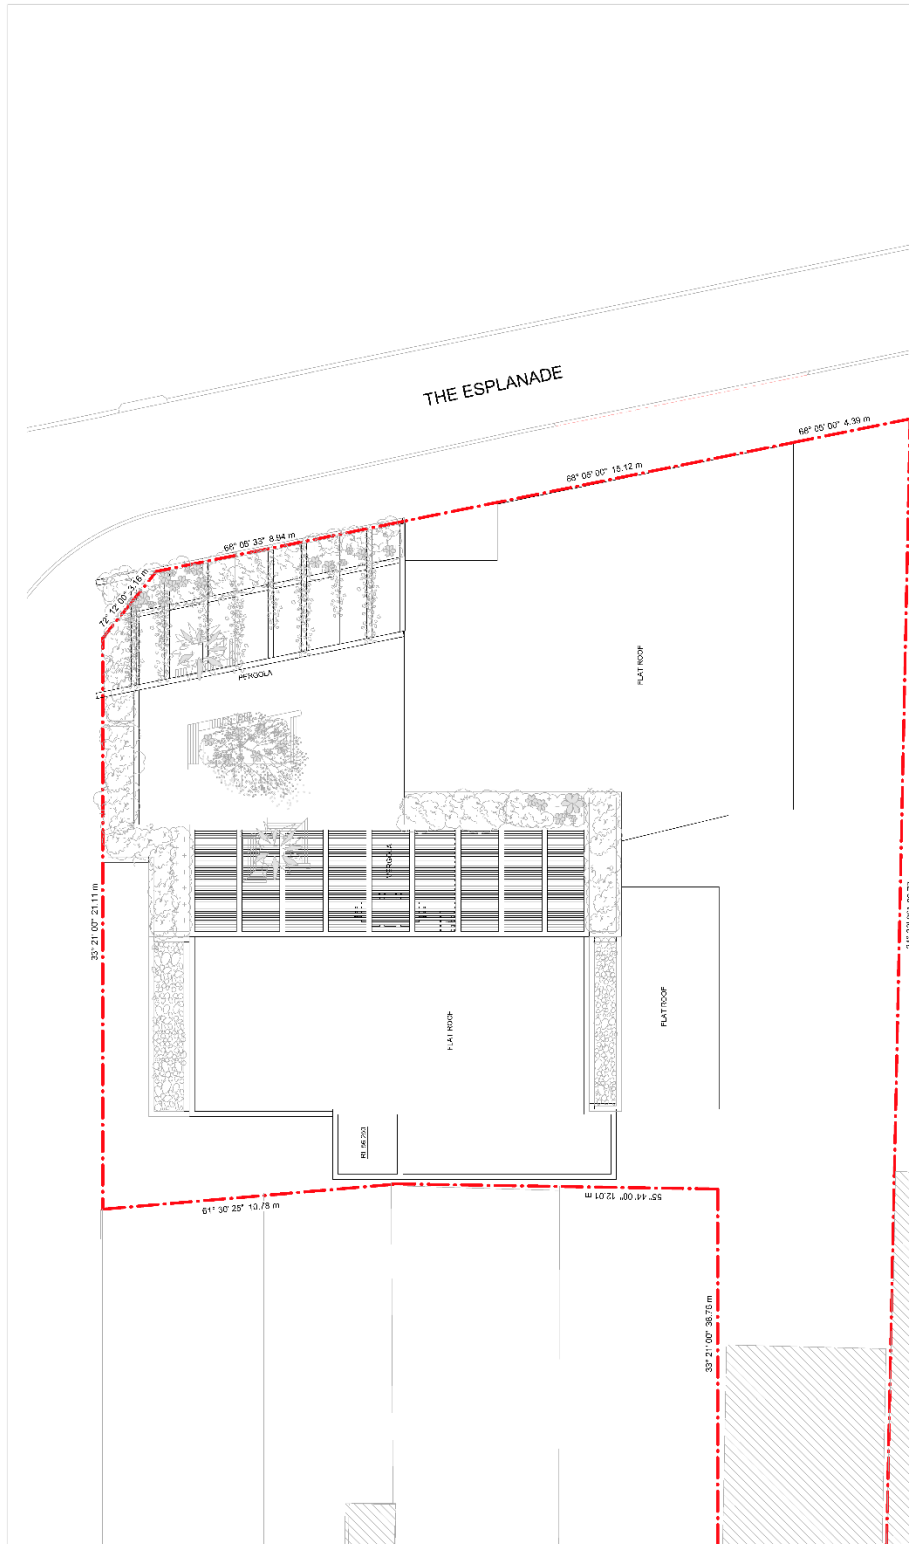 THE ESPLANADE
68° 05' 00" 4.39 m
68° 05' 00" 15.12 m
68° 05' 33" 8.94 m
72° 12' 00" 3.16 m
PERGOLA
FLAT ROOF
PERGOLA
33° 21' 00" 21.11 m
FLAT ROOF
FLAT ROOF
55° 44' 00" 12.01 m
61° 30' 25" 10.78 m
33° 21' 00" 36.76 m